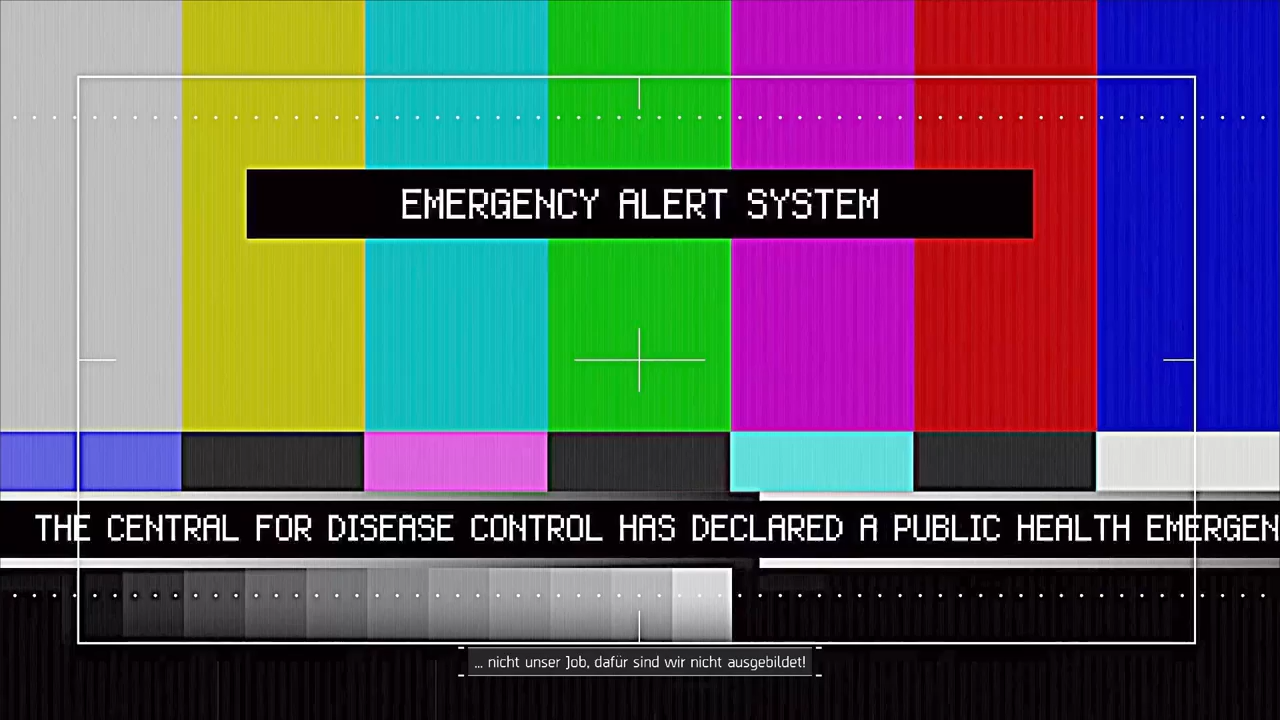 EMERGENCY ALERT SYSTEM
THE CENTRAL FOR DISEASE CONTROL HAS DECLARED A PUBLIC HEALTH EMERGEN
... nicht unser Job, dafür sind wir nicht ausgebildet!